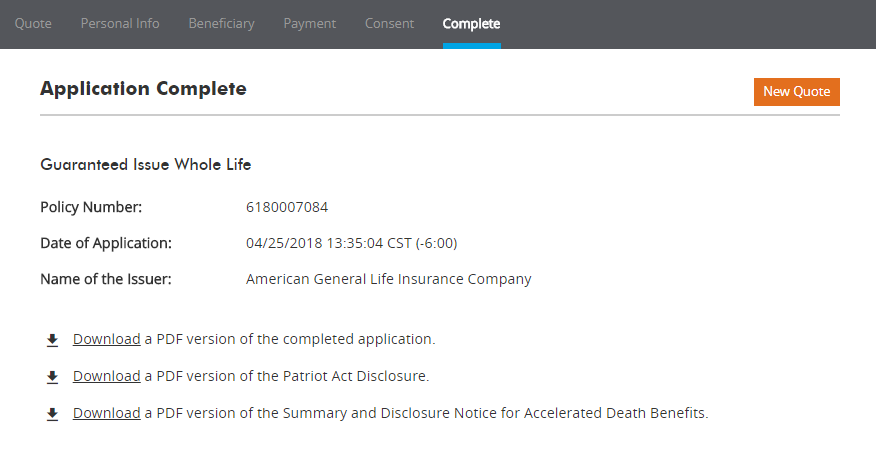 Quote Personal Info Beneficiary Payment Consent Complete
Application Complete
New Quote
Guaranteed Issue Whole Life
Policy Number: 6180007084
Date of Application: 04/25/2018 13:35:04 CST (-6:00)
Name of the Issuer: American General Life Insurance Company
Download a PDF version of the completed application.
Download a PDF version of the Patriot Act Disclosure.
Download a PDF version of the Summary and Disclosure Notice for Accelerated Death Benefits.